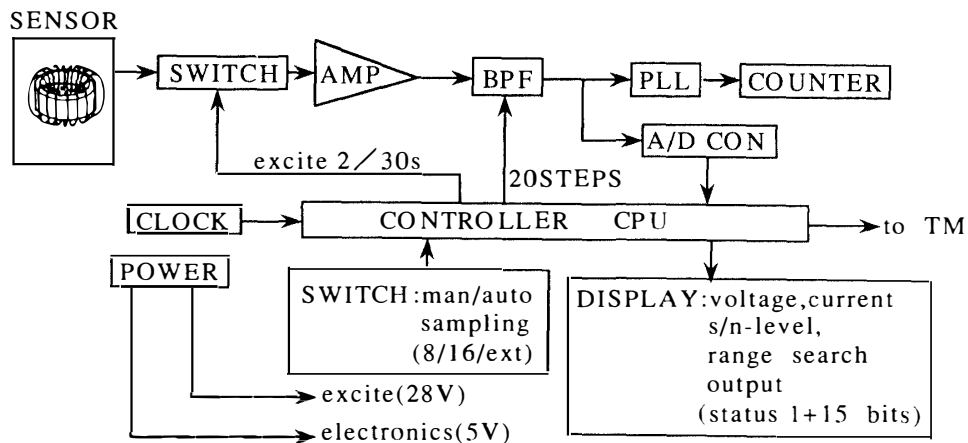 SENSOR
SWITCH
AMP
BPF
PLL
COUNTER
A/D CON
excite 2/30s
20STEPS
CLOCK
CONTROLLER CPU
to TM
POWER
SWITCH:man/auto
sampling
(8/16/ext)
DISPLAY:voltage,current
s/n-level,
range search
output
(status 1+15 bits)
excite(28V)
electronics(5V)